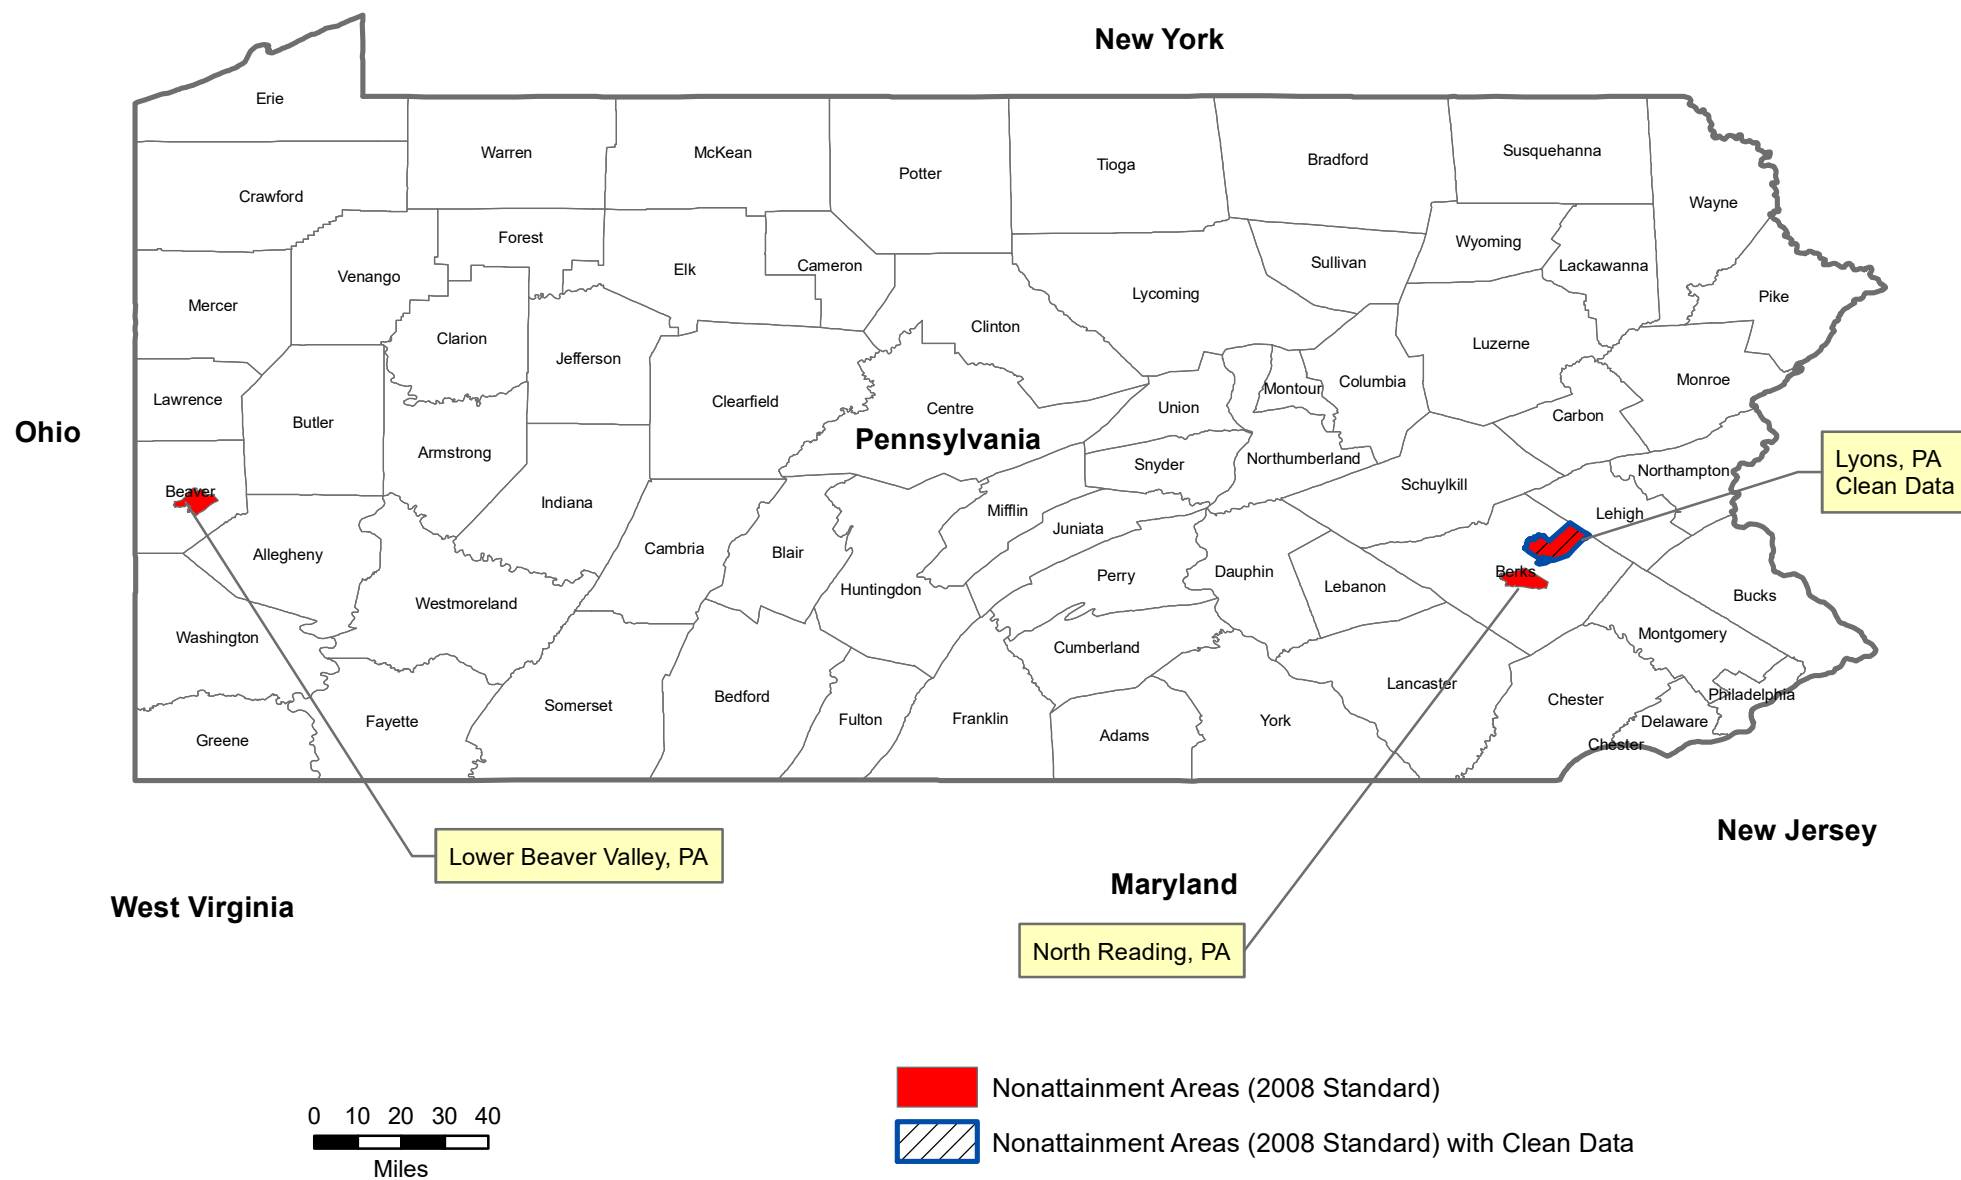 New York
Erie
Warren
McKean
Potter
Tioga
Bradford
Susquehanna
Crawford
Wayne
Forest
Venango
Elk
Cameron
Sullivan
Wyoming
Lackawanna
Mercer
Lycoming
Pike
Clarion
Jefferson
Clinton
Luzerne
Monroe
Lawrence
Butler
Clearfield
Centre
Union
Montour
Columbia
Carbon
Ohio
Pennsylvania
Armstrong
Snyder
Northumberland
Northampton
Lyons, PA
Clean Data
Beaver
Indiana
Mifflin
Juniata
Schuylkill
Lehigh
Allegheny
Cambria
Blair
Huntingdon
Perry
Dauphin
Lebanon
Berks
Bucks
Westmoreland
Washington
Cumberland
Montgomery
Greene
Fayette
Somerset
Bedford
Fulton
Franklin
Adams
York
Lancaster
Chester
Philadelphia
Delaware
Chester
Lower Beaver Valley, PA
New Jersey
West Virginia
Maryland
North Reading, PA
0 10 20 30 40
Miles
Nonattainment Areas (2008 Standard)
Nonattainment Areas (2008 Standard) with Clean Data